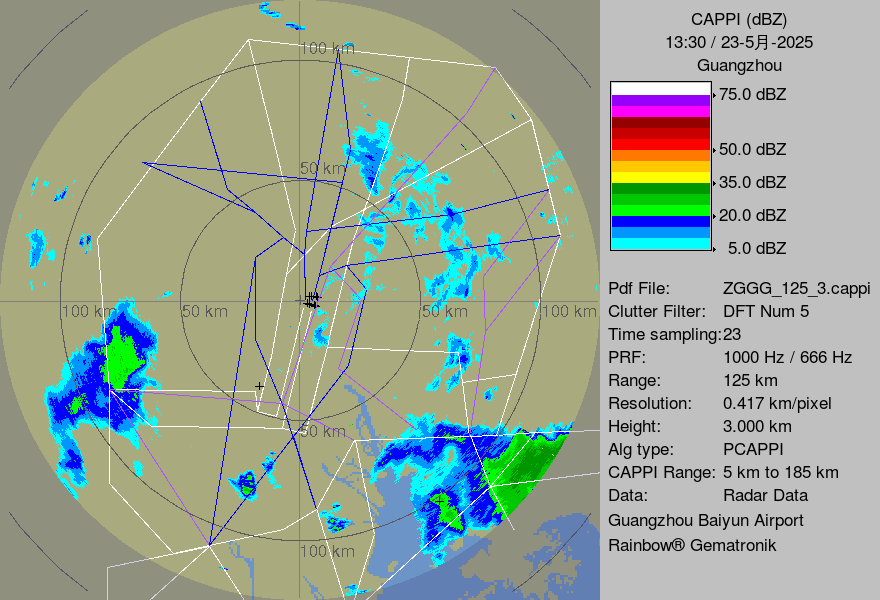 CAPPI (dBZ)
13:30 / 23-5月-2025
Guangzhou
75.0 dBZ
50.0 dBZ
35.0 dBZ
20.0 dBZ
5.0 dBZ
Pdf File: ZGGG_125_3.cappi
Clutter Filter: DFT Num 5
Time sampling:23
PRF: 1000 Hz / 666 Hz
Range: 125 km
Resolution: 0.417 km/pixel
Height: 3.000 km
Alg type: PCAPPI
CAPPI Range: 5 km to 185 km
Data: Radar Data
Guangzhou Baiyun Airport
Rainbow® Gematronik
100 km
50 km
100 km
50 km
50 km
100 km
50 km
100 km